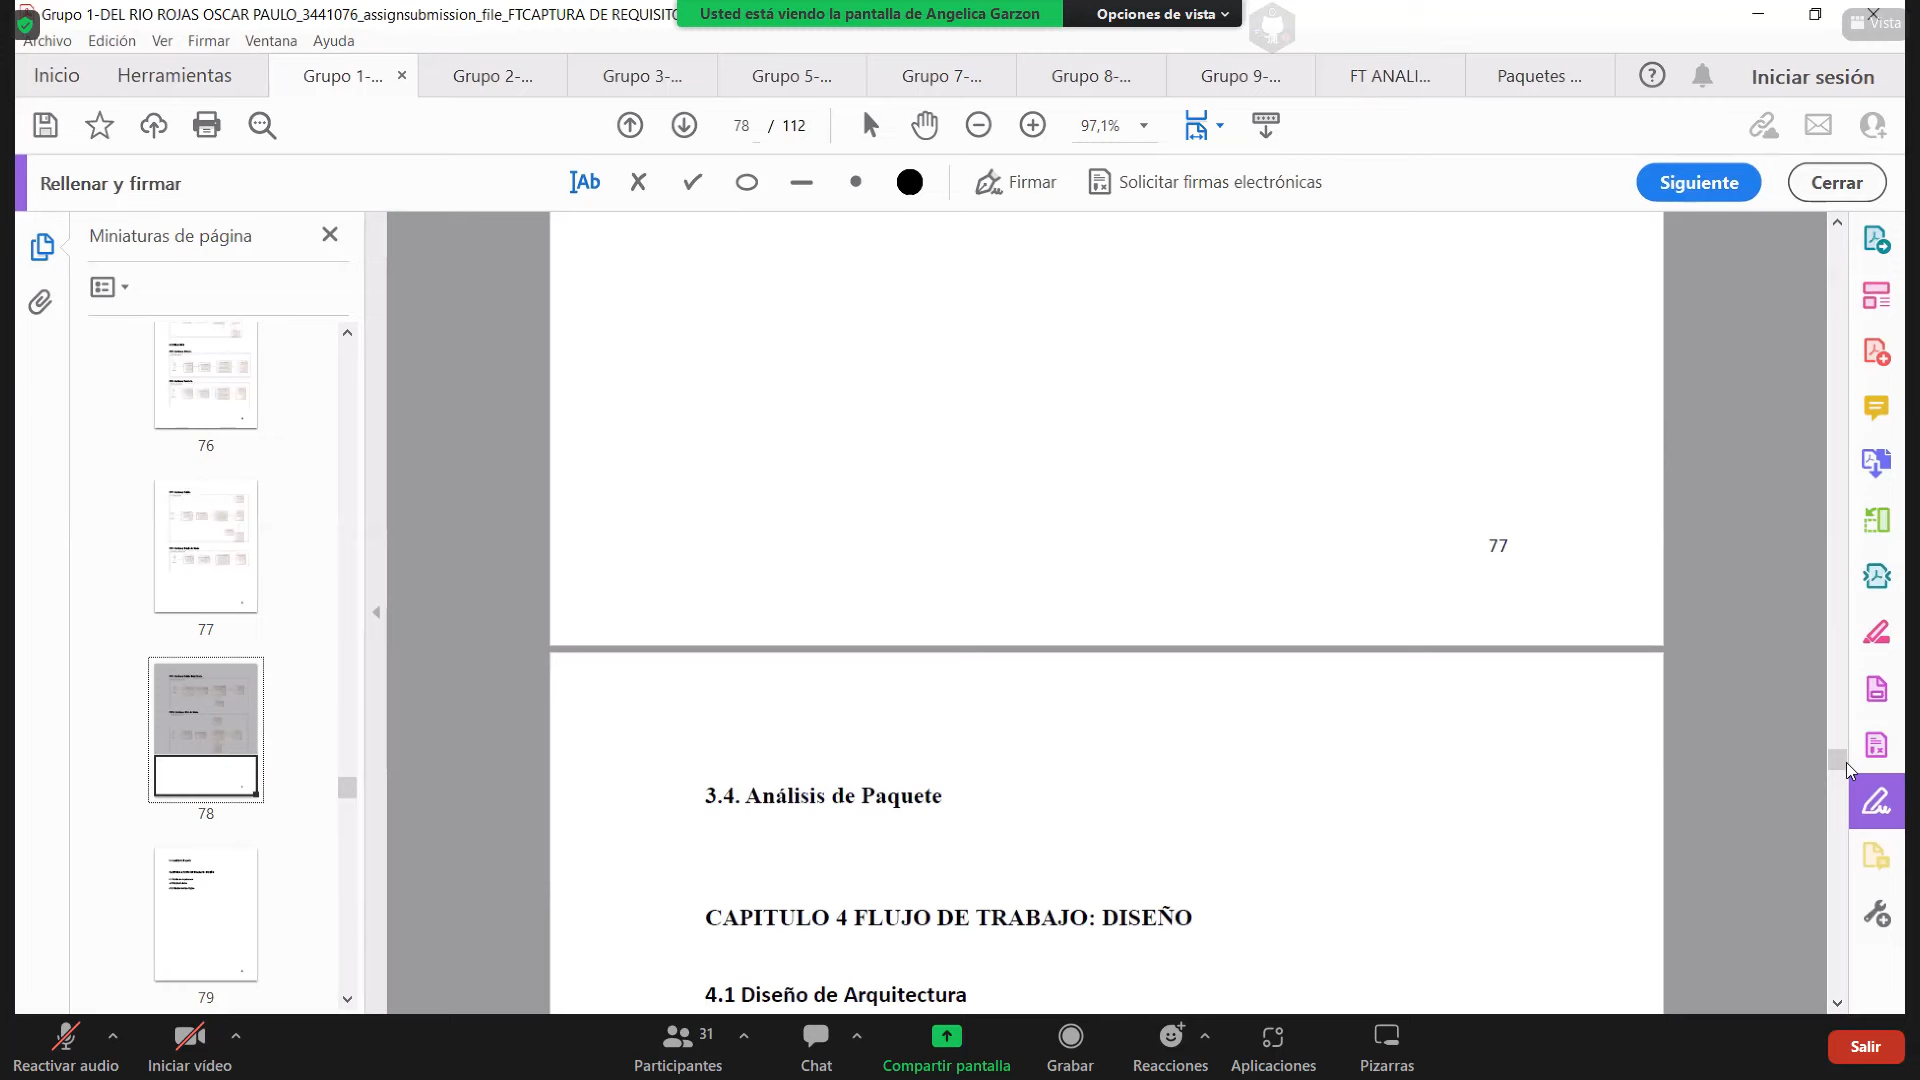 Grupo 1-DEL RIO ROJAS OSCAR PAULO_3441076_assignsubmission_file_FTCAPTURA DE REQUISITO
Usted está viendo la pantalla de Angelica Garzon
Opciones de vista
Vista
Archivo Edición Ver Firmar Ventana Ayuda
Inicio Herramientas Grupo 1-... Grupo 2-... Grupo 3-... Grupo 5-... Grupo 7-... Grupo 8-... Grupo 9-... FT ANALI... Paquetes ... Iniciar sesión
78 / 112 97,1%
Rellenar y firmar Ab Firmar Solicitar firmas electrónicas Siguiente Cerrar
Miniaturas de página
76
77
78
79
77
3.4. Análisis de Paquete
CAPITULO 4 FLUJO DE TRABAJO: DISEÑO
4.1 Diseño de Arquitectura
31
Reactivar audio Iniciar vídeo Participantes Chat Compartir pantalla Grabar Reacciones Aplicaciones Pizarras Salir